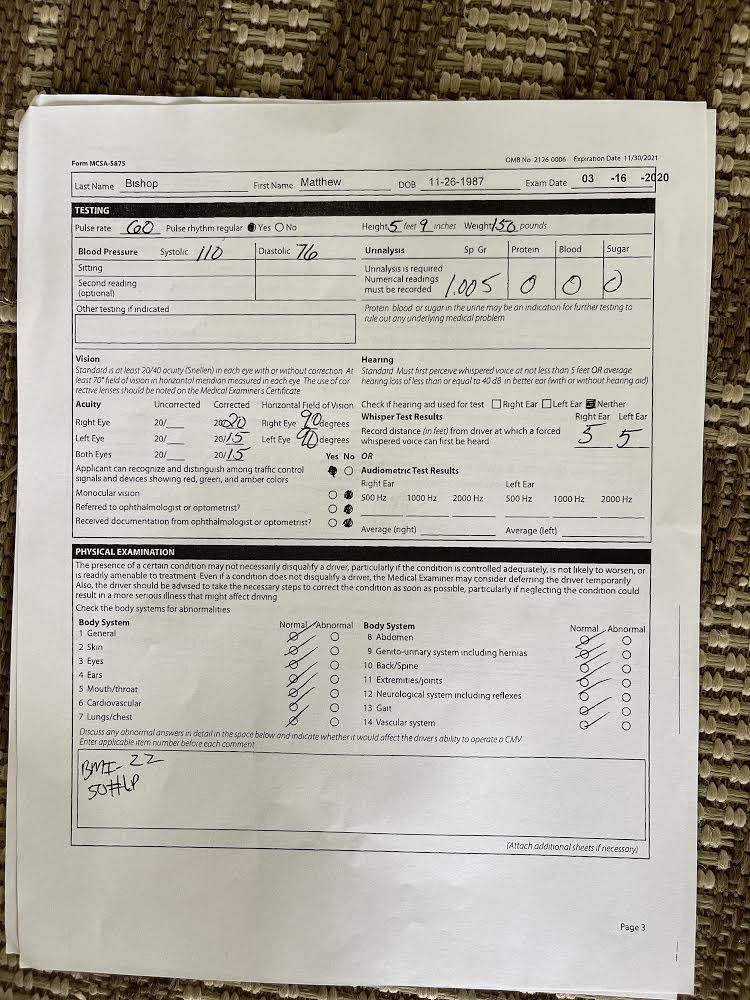 Form MCSA-5875
OMB No 2126 0006 Expiration Date 11/30/2021
Last Name Bishop First Name Matthew DOB 11-26-1987 Exam Date 03 -16 -2020
TESTING
Pulse rate 60 Pulse rhythm regular Yes No Height 5 feet 9 inches Weight 150 pounds
Blood Pressure Systolic 110 Diastolic 76
Sitting
Second reading
(optional)
Other testing if indicated
Urinalysis Sp Gr Protein Blood Sugar
Urinalysis is required
Numerical readings
must be recorded 1.005 0 0 0
Protein blood or sugar in the urine may be an indication for further testing to
rule out any underlying medical problem
Vision
Standard is at least 20/40 acuity (Snellen) in each eye with or without correction At
least 70° field of vision in horizontal meridian measured in each eye The use of cor
rective lenses should be noted on the Medical Examiners Certificate
Acuity Uncorrected Corrected Horizontal Field of Vision
Right Eye 20/ 20/20 Right Eye 90 degrees
Left Eye 20/ 20/15 Left Eye 90 degrees
Both Eyes 20/ 20/15
Yes No
Applicant can recognize and distinguish among traffic control
signals and devices showing red, green, and amber colors
Monocular vision
Referred to ophthalmologist or optometrist?
Received documentation from ophthalmologist or optometrist?
Hearing
Standard Must first perceive whispered voice at not less than 5 feet OR average
hearing loss of less than or equal to 40 dB in better ear (with or without hearing aid)
Check if hearing aid used for test Right Ear Left Ear Neither
Whisper Test Results Right Ear Left Ear
Record distance (in feet) from driver at which a forced
whispered voice can first be heard 5 5
OR
Audiometric Test Results
Right Ear Left Ear
500 Hz 1000 Hz 2000 Hz 500 Hz 1000 Hz 2000 Hz
Average (right) Average (left)
PHYSICAL EXAMINATION
The presence of a certain condition may not necessarily disqualify a driver, particularly if the condition is controlled adequately, is not likely to worsen, or
is readily amenable to treatment Even if a condition does not disqualify a driver, the Medical Examiner may consider deferring the driver temporarily
Also, the driver should be advised to take the necessary steps to correct the condition as soon as possible, particularly if neglecting the condition could
result in a more serious illness that might affect driving
Check the body systems for abnormalities
Body System Normal Abnormal
1 General
2 Skin
3 Eyes
4 Ears
5 Mouth/throat
6 Cardiovascular
7 Lungs/chest
Body System Normal Abnormal
8 Abdomen
9 Genito-urinary system including hernias
10 Back/Spine
11 Extremities/joints
12 Neurological system including reflexes
13 Gait
14 Vascular system
Discuss any abnormal answers in detail in the space below and indicate whether it would affect the drivers ability to operate a CMV
Enter applicable item number before each comment
BMI- 22
50#LP
(Attach additional sheets if necessary)
Page 3